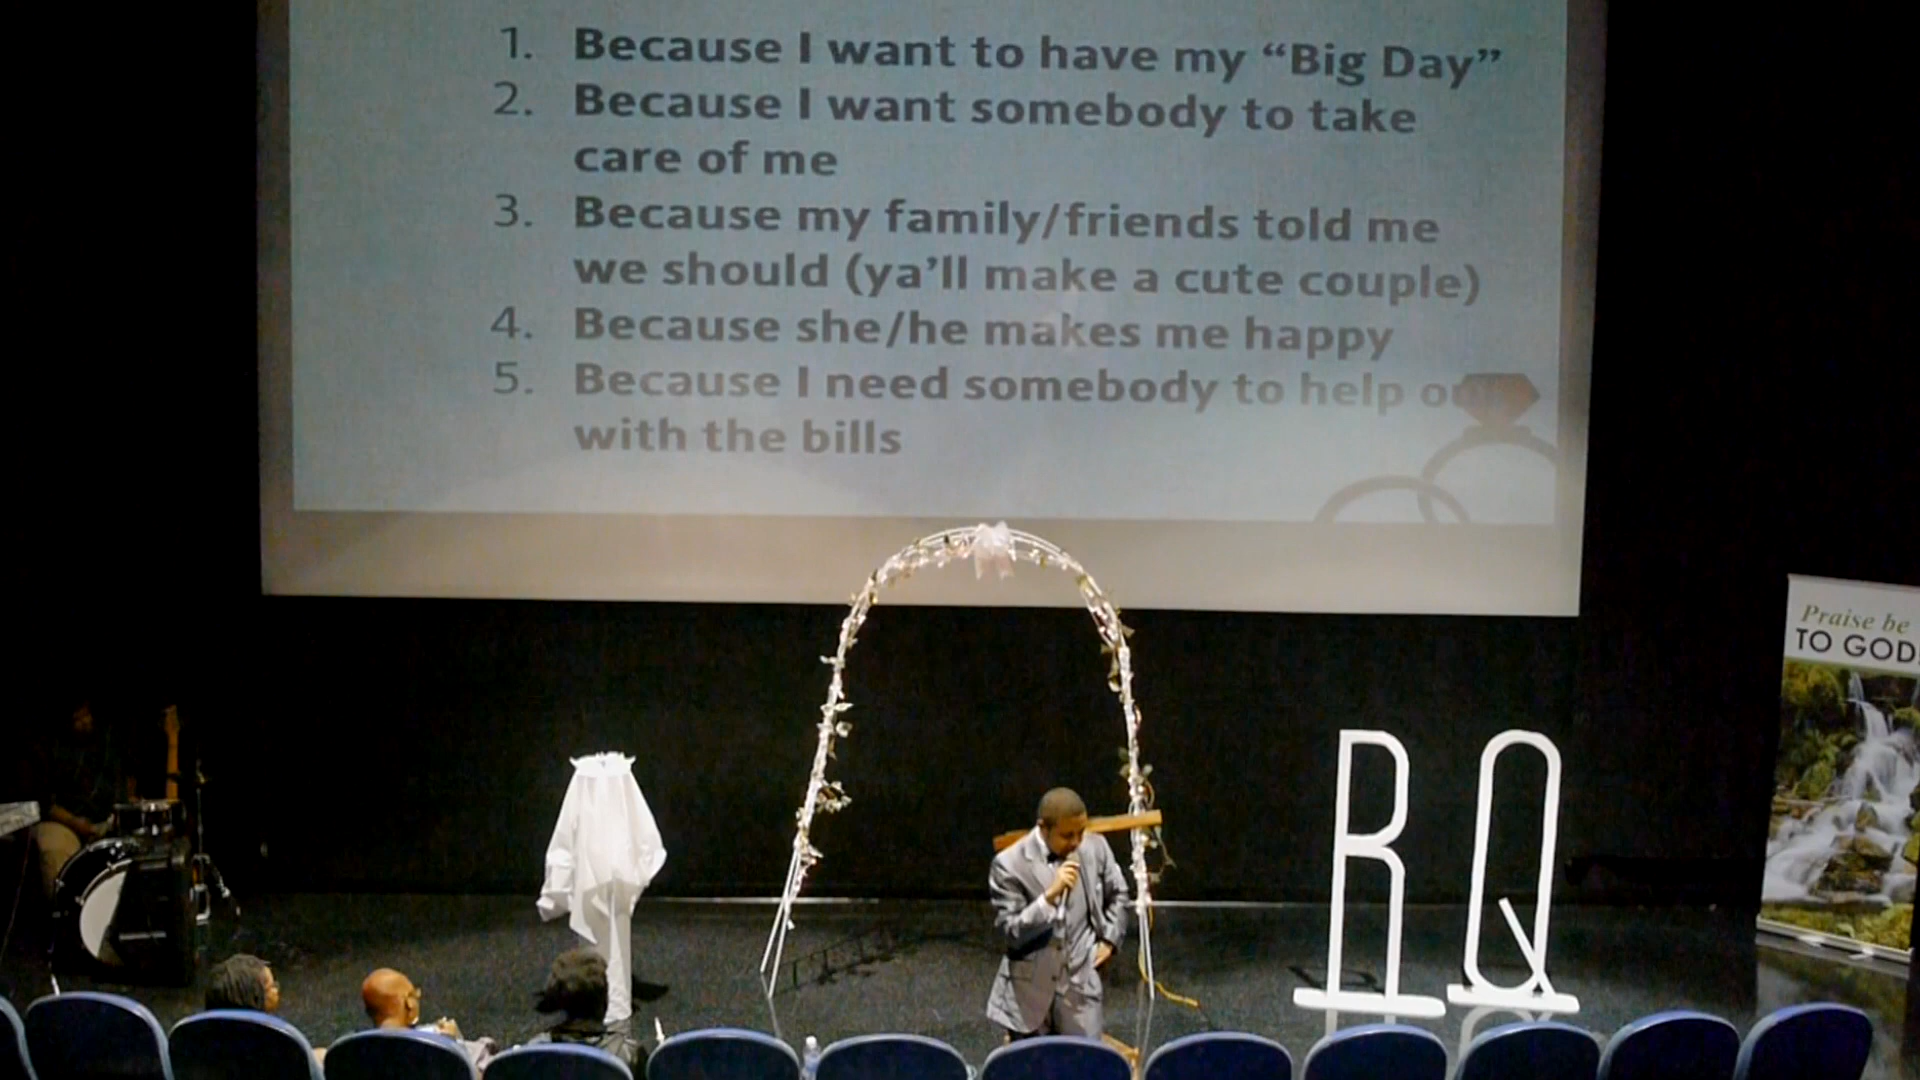 1. Because I want to have my “Big Day”
2. Because I want somebody to take
care of me
3. Because my family/friends told me
we should (ya’ll make a cute couple)
4. Because she/he makes me happy
5. Because I need somebody to help out
with the bills
Praise be
TO GOD
R Q